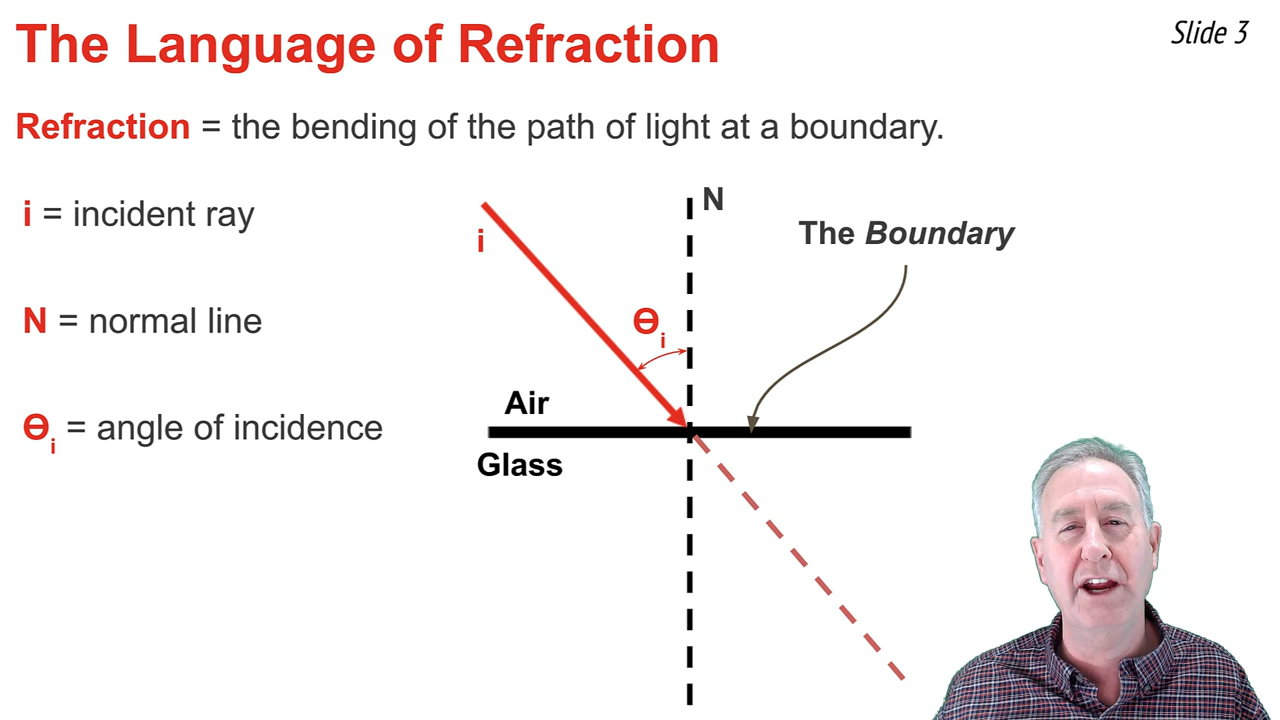 The Language of Refraction
Slide 3
Refraction = the bending of the path of light at a boundary.
i = incident ray
N
The Boundary
i
N = normal line
ϴi
Air
ϴi = angle of incidence
Glass